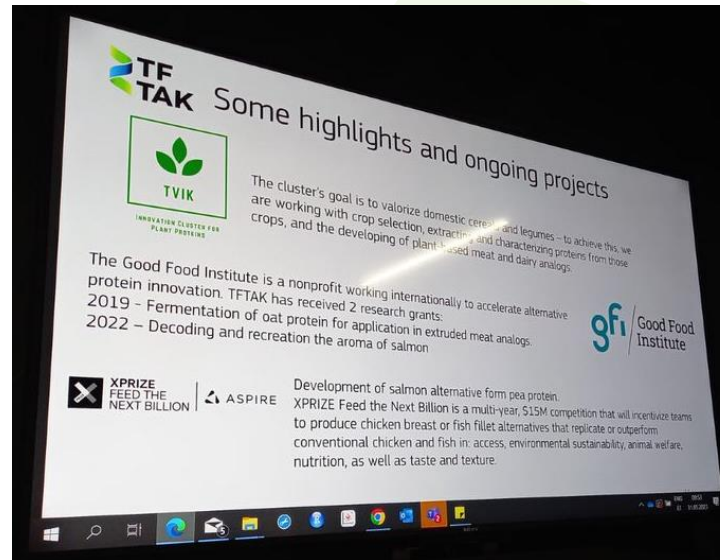 TF
TAK
Some highlights and ongoing projects
TVIK
INNOVATION CLUSTER FOR
PLANT PROTEINS
The cluster's goal is to valorize domestic cereals and legumes – to achieve this, we
are working with crop selection, extracting and characterizing proteins from those
crops, and the developing of plant-based meat and dairy analogs.
The Good Food Institute is a nonprofit working internationally to accelerate alternative
protein innovation. TFTAK has received 2 research grants:
2019 - Fermentation of oat protein for application in extruded meat analogs.
2022 – Decoding and recreation the aroma of salmon
gfi Good Food
Institute
XPRIZE
FEED THE
NEXT BILLION
ASPIRE
Development of salmon alternative form pea protein.
XPRIZE Feed the Next Billion is a multi-year, $15M competition that will incentivize teams
to produce chicken breast or fish fillet alternatives that replicate or outperform
conventional chicken and fish in: access, environmental sustainability, animal welfare,
nutrition, as well as taste and texture.
ENG